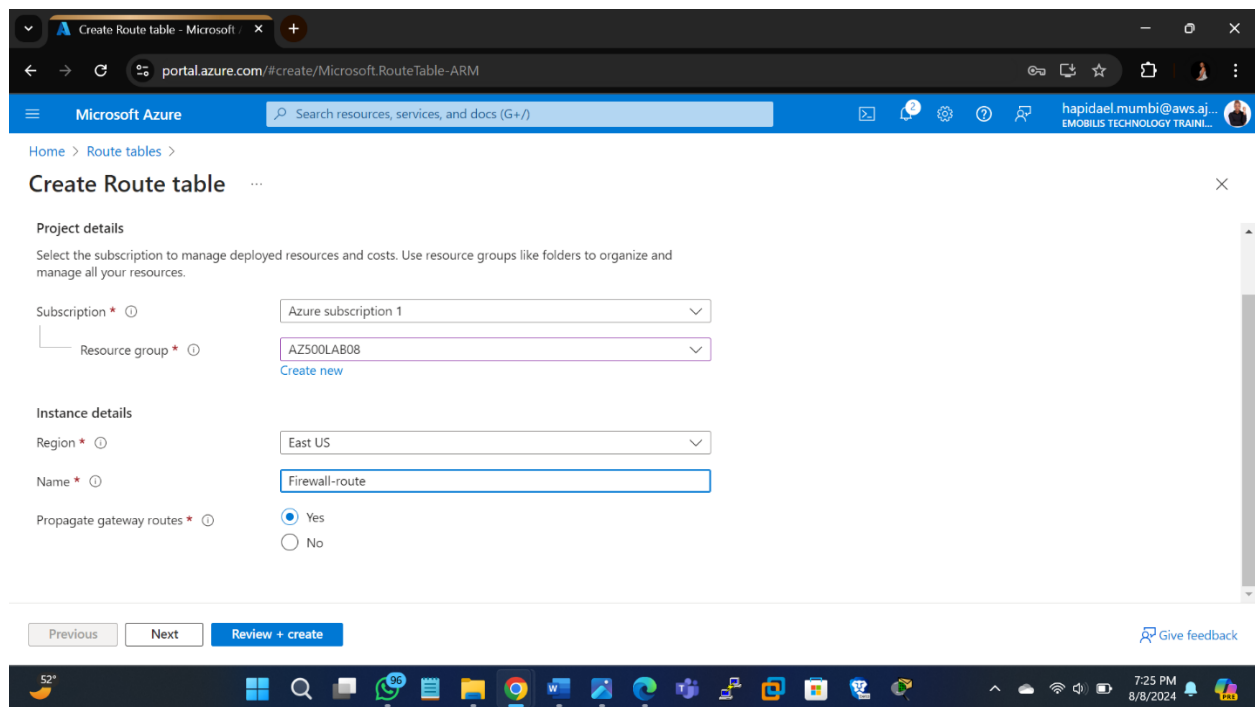 Create Route table - Microsoft /
portal.azure.com/#create/Microsoft.RouteTable-ARM
Microsoft Azure
Search resources, services, and docs (G+/)
2
hapidael.mumbi@aws.aj...
EMOBILIS TECHNOLOGY TRAINI...
Home > Route tables >
Create Route table ...
Project details
Select the subscription to manage deployed resources and costs. Use resource groups like folders to organize and
manage all your resources.
Subscription *
Azure subscription 1
Resource group *
AZ500LAB08
Create new
Instance details
Region *
East US
Name *
Firewall-route
Propagate gateway routes *
Yes
No
Previous
Next
Review + create
Give feedback
52°
96
7:25 PM
8/8/2024
PRE